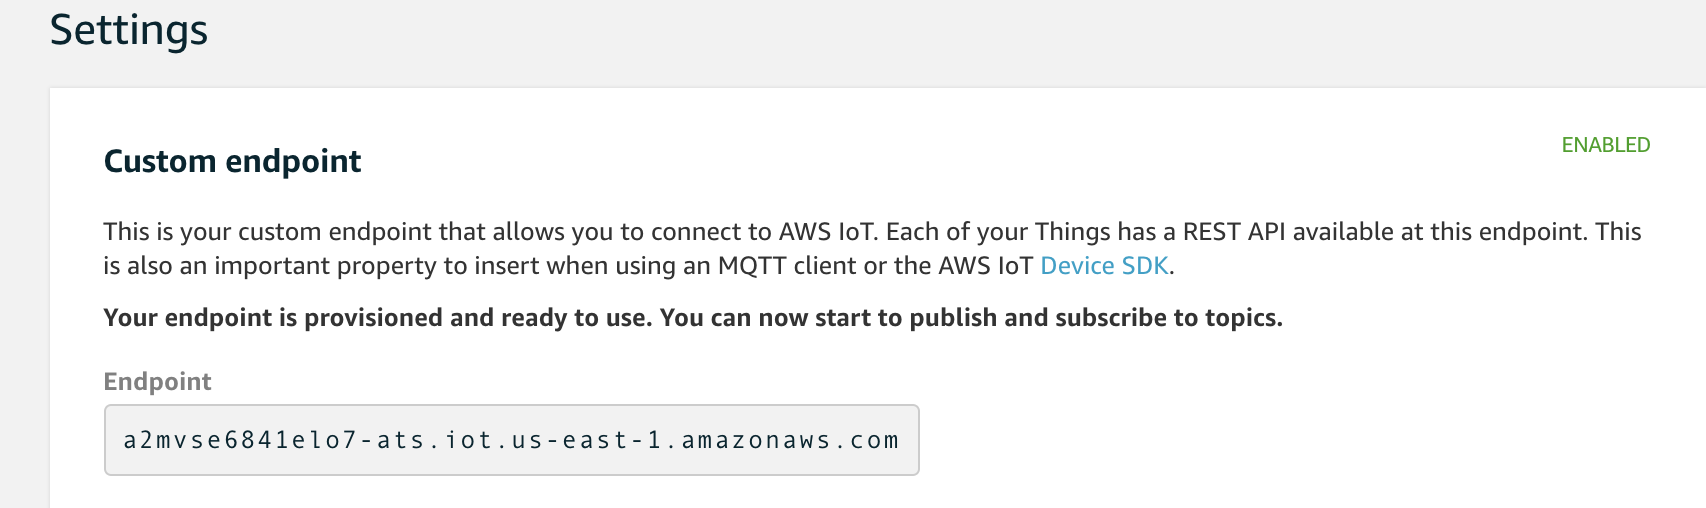 Settings
Custom endpoint
ENABLED
This is your custom endpoint that allows you to connect to AWS IoT. Each of your Things has a REST API available at this endpoint. This
is also an important property to insert when using an MQTT client or the AWS IoT Device SDK.
Your endpoint is provisioned and ready to use. You can now start to publish and subscribe to topics.
Endpoint
a2mvse6841elo7-ats.iot.us-east-1.amazonaws.com